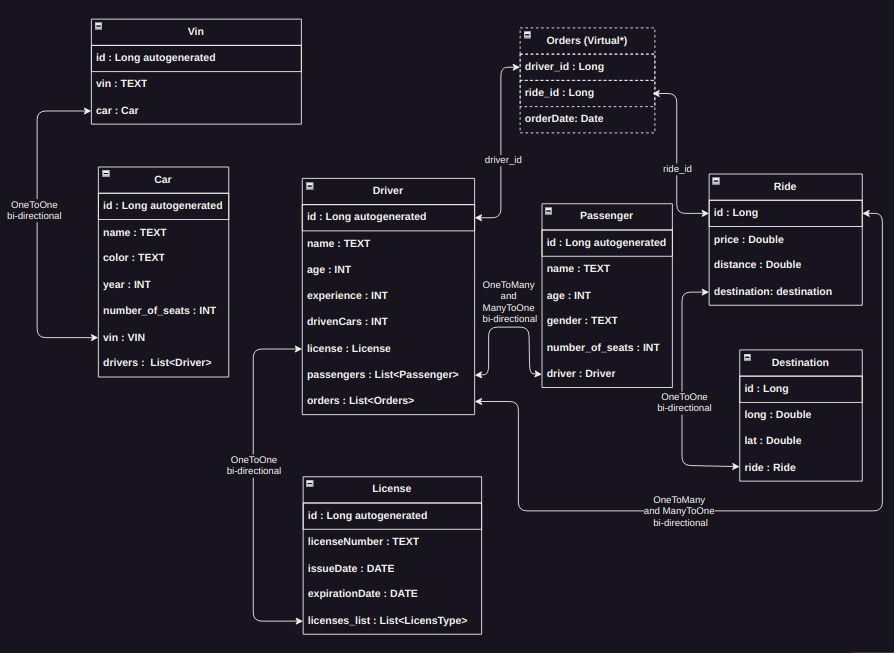 Vin
id : Long autogenerated
vin : TEXT
car : Car
OneToOne
bi-directional
Car
id : Long autogenerated
name : TEXT
color : TEXT
year : INT
number_of_seats : INT
vin : VIN
drivers :  List<Driver>
Driver
id : Long autogenerated
name : TEXT
age : INT
experience : INT
drivenCars : INT
license : License
passengers : List<Passenger>
orders : List<Orders>
Orders (Virtual*)
driver_id : Long
ride_id : Long
orderDate: Date
driver_id
ride_id
OneToMany
and
ManyToOne
bi-directional
Passenger
id : Long autogenerated
name : TEXT
age : INT
gender : TEXT
number_of_seats : INT
driver : Driver
Ride
id : Long
price : Double
distance : Double
destination: destination
OneToOne
bi-directional
Destination
id : Long
long : Double
lat : Double
ride : Ride
OneToOne
bi-directional
License
id : Long autogenerated
licenseNumber : TEXT
issueDate : DATE
expirationDate : DATE
licenses_list : List<LicensType>
OneToMany
and ManyToOne
bi-directional